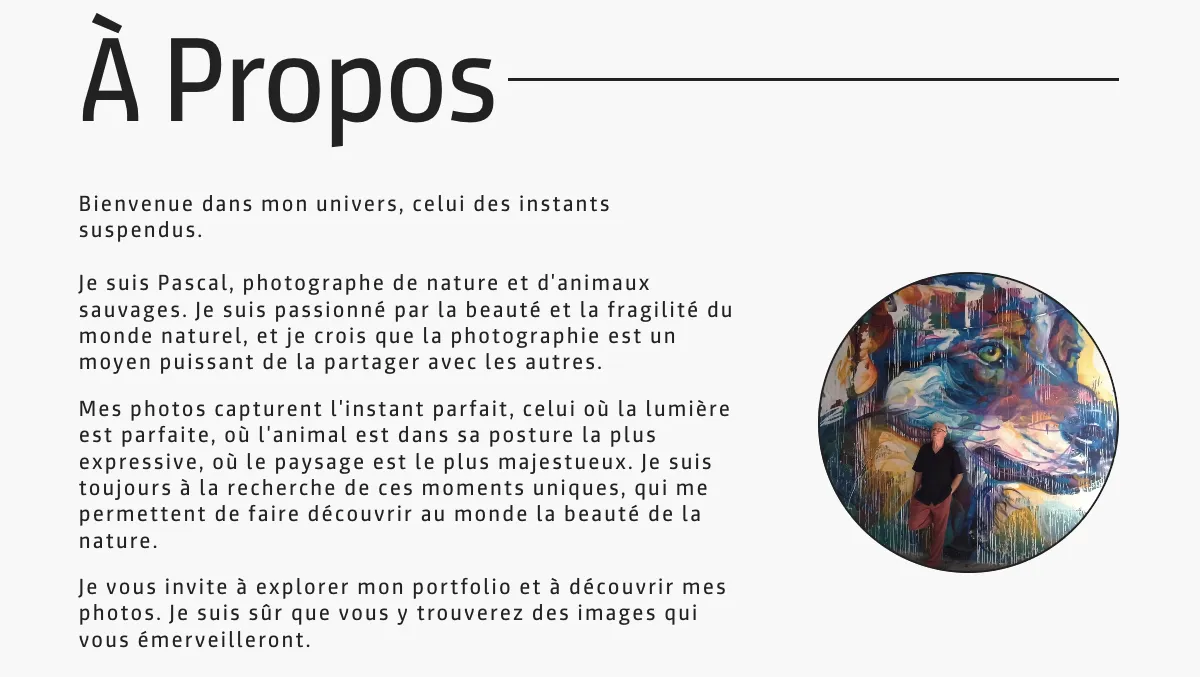 À Propos
Bienvenue dans mon univers, celui des instants
suspendus.
Je suis Pascal, photographe de nature et d'animaux
sauvages. Je suis passionné par la beauté et la fragilité du
monde naturel, et je crois que la photographie est un
moyen puissant de la partager avec les autres.
Mes photos capturent l'instant parfait, celui où la lumière
est parfaite, où l'animal est dans sa posture la plus
expressive, où le paysage est le plus majestueux. Je suis
toujours à la recherche de ces moments uniques, qui me
permettent de faire découvrir au monde la beauté de la
nature.
Je vous invite à explorer mon portfolio et à découvrir mes
photos. Je suis sûr que vous y trouverez des images qui
vous émerveilleront.